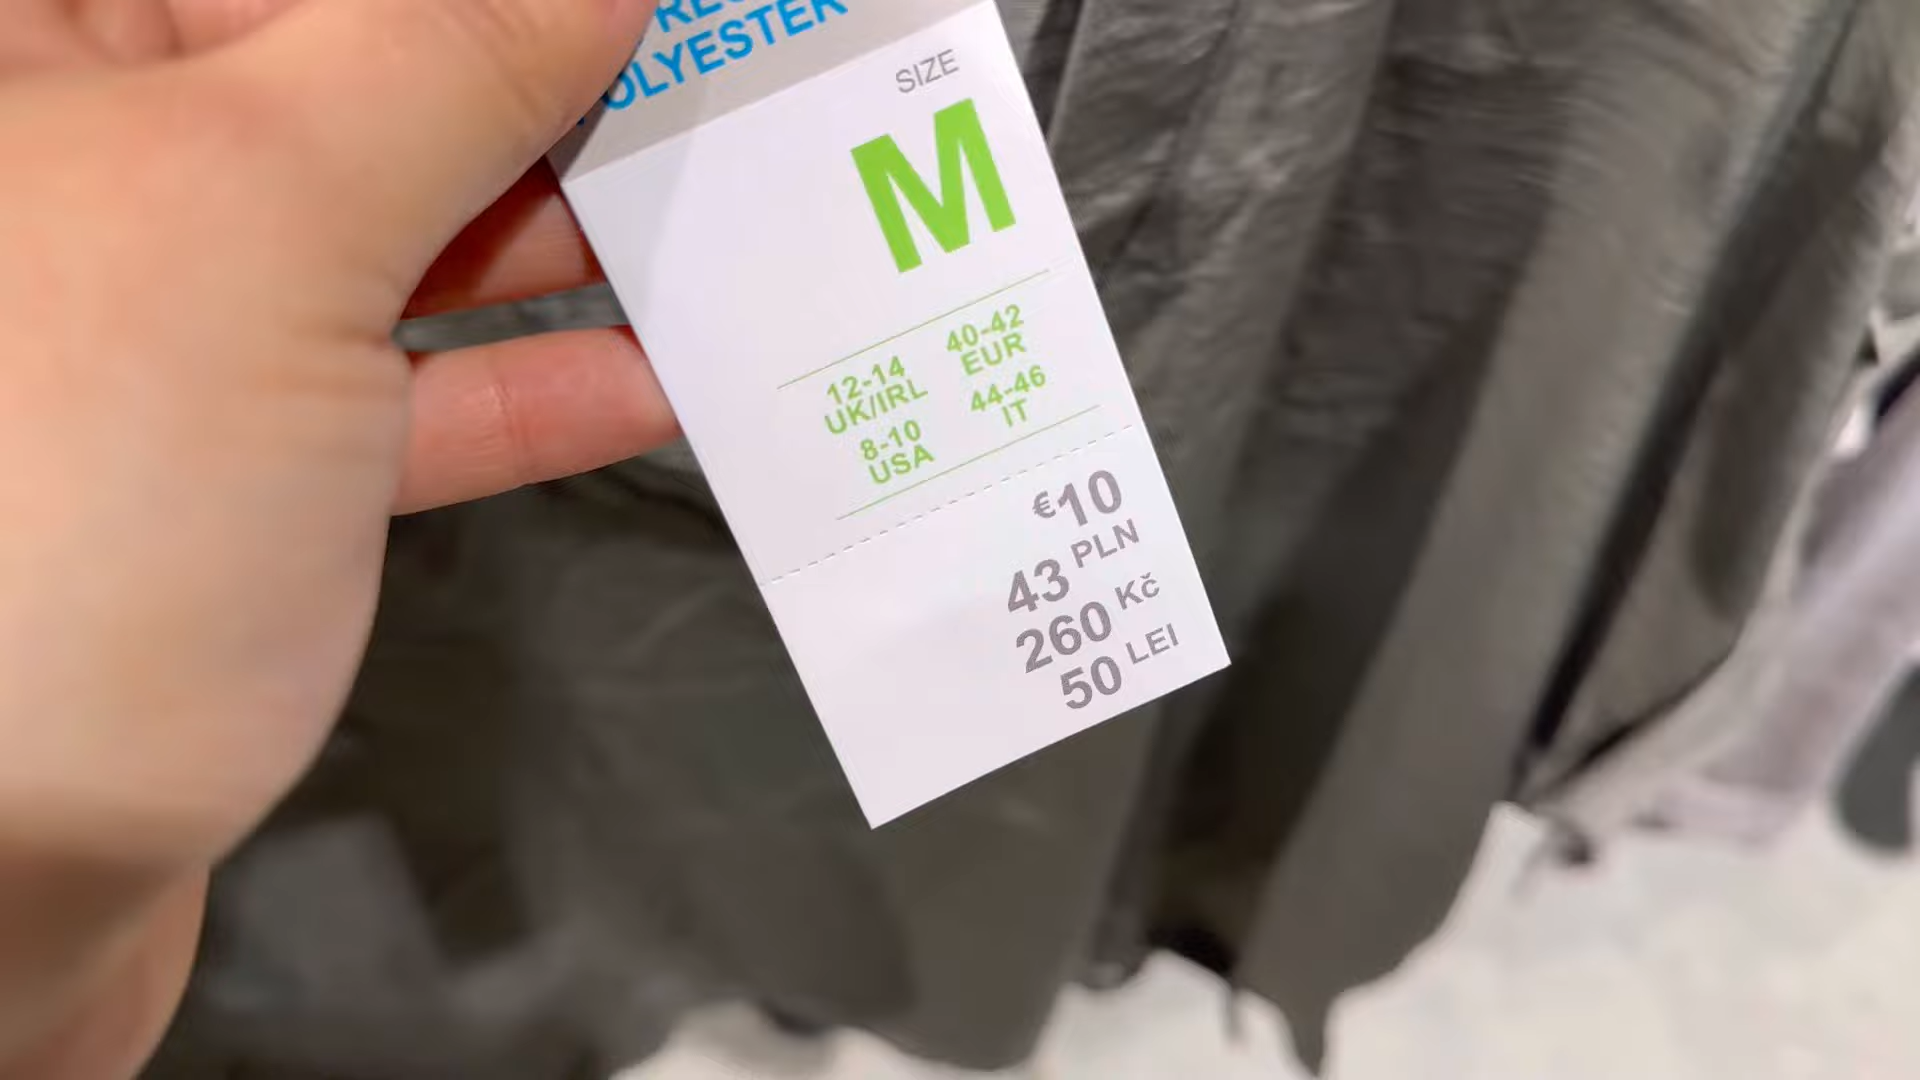 POLYESTER
SIZE
M
12-14
UK/IRL
40-42
EUR
8-10
USA
44-46
IT
€10
43 PLN
260 Kč
50 LEI